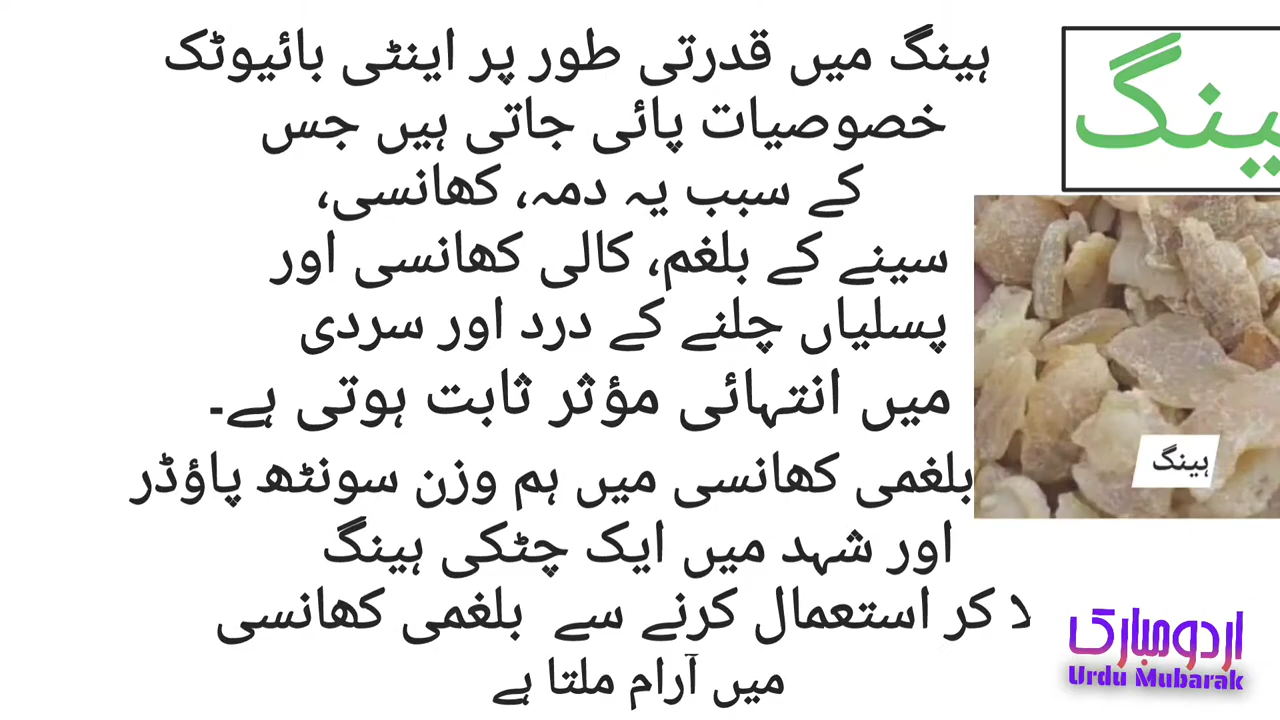 ہینگ میں قدرتی طور پر اینٹی بائیوٹک
خصوصیات پائی جاتی ہیں جس
کے سبب یہ دمہ، کھانسی،
سینے کے بلغم، کالی کھانسی اور
پسلیاں چلنے کے درد اور سردی
میں انتہائی مؤثر ثابت ہوتی ہے۔
بلغمی کھانسی میں ہم وزن سونٹھ پاؤڈر
اور شہد میں ایک چٹکی ہینگ
کر استعمال کرنے سے بلغمی کھانسی
میں آرام ملتا ہے
ہینگ
ہینگ
اردو مبارک
Urdu Mubarak